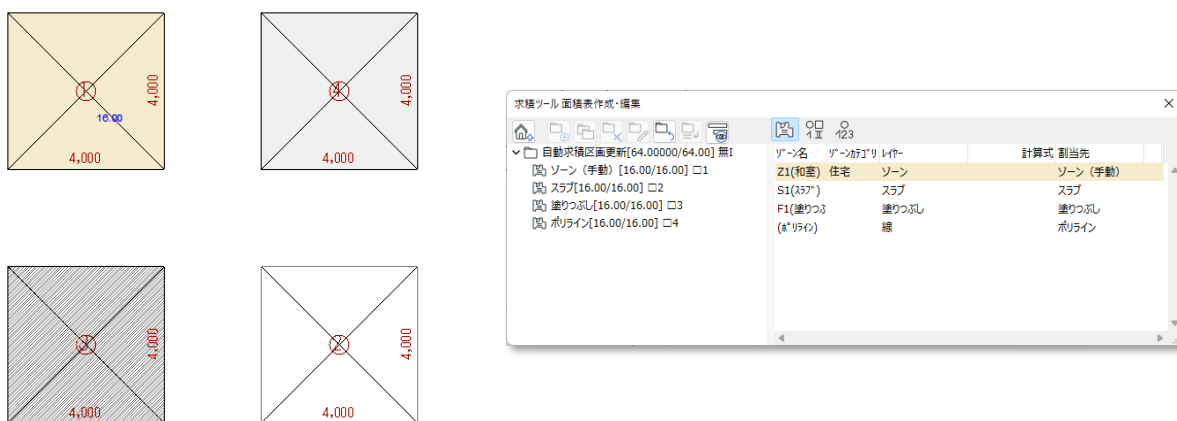 1
16.00
4,000
4,000
4
4,000
4,000
3
4,000
4,000
2
4,000
4,000
求積ツール 面積表作成・編集
自動求積区画更新[64.00000/64.00] 無I
ゾーン（手動）[16.00/16.00] □1
スラブ[16.00/16.00] □2
塗りつぶし[16.00/16.00] □3
ポリライン[16.00/16.00] □4
ｿﾞｰﾝ名 ｿﾞｰﾝｶﾃｺﾞﾘ ﾚｲﾔｰ 計算式 割当先
Z1(和室) 住宅 ゾーン ゾーン（手動）
S1(ｽﾗﾌﾞ) スラブ スラブ
F1(塗りつぶ 塗りつぶし 塗りつぶし
(ﾎﾟﾘﾗｲﾝ) 線 ポリライン